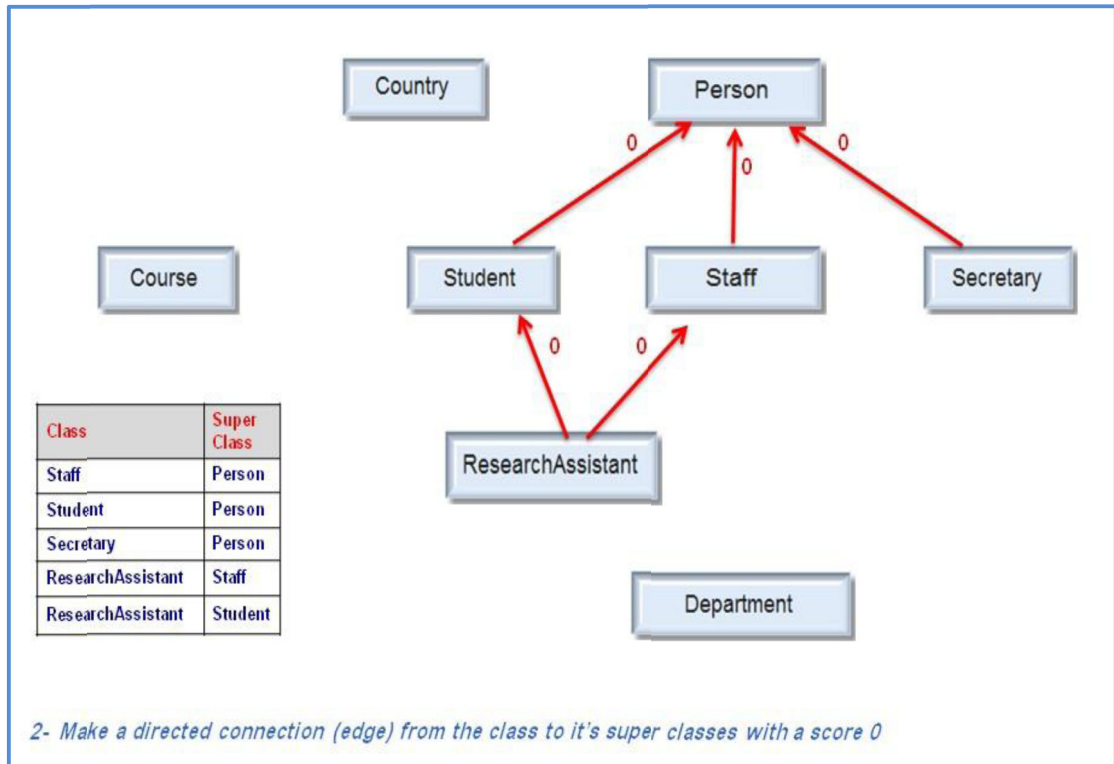 Country
Person
0
0
0
Course
Student
Staff
Secretary
0
0
Class Super Class
Staff Person
Student Person
Secretary Person
ResearchAssistant Staff
ResearchAssistant Student
ResearchAssistant
Department
2- Make a directed connection (edge) from the class to it's super classes with a score 0